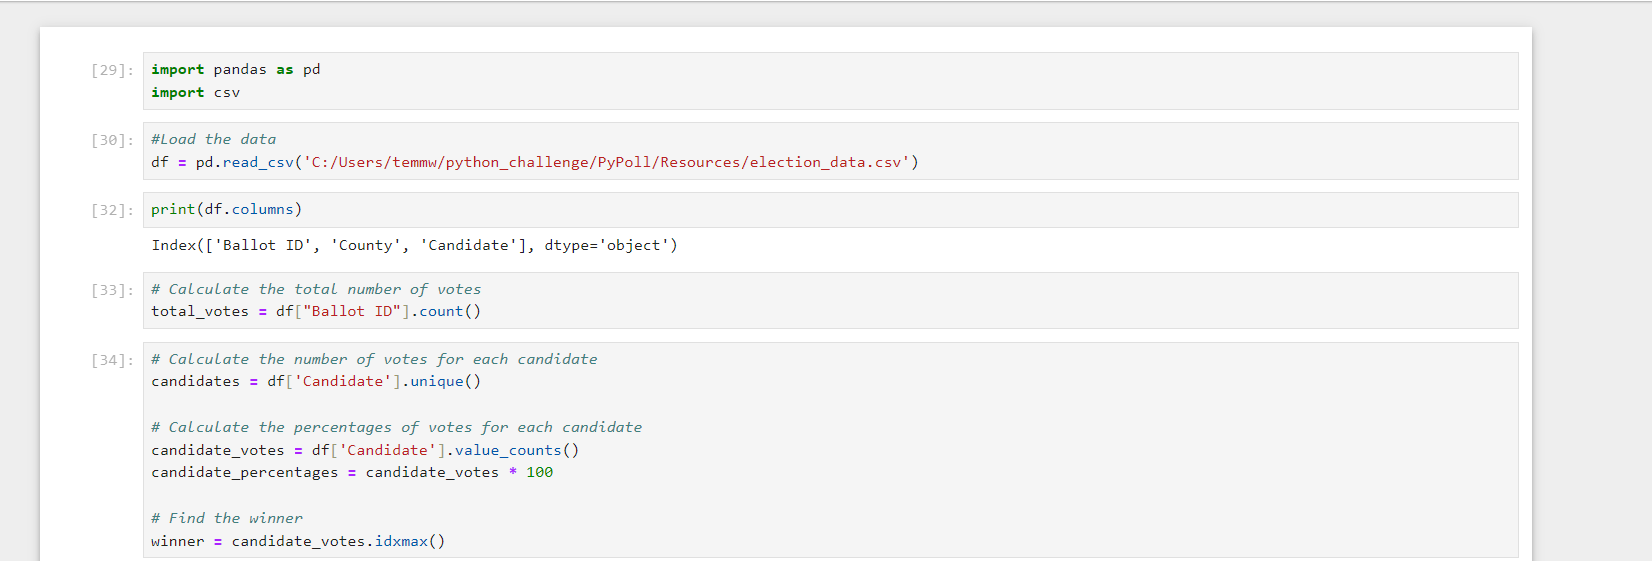 [29]: import pandas as pd
import csv
[30]: #Load the data
df = pd.read_csv('C:/Users/temmw/python_challenge/PyPoll/Resources/election_data.csv')
[32]: print(df.columns)
Index(['Ballot ID', 'County', 'Candidate'], dtype='object')
[33]: # Calculate the total number of votes
total_votes = df["Ballot ID"].count()
[34]: # Calculate the number of votes for each candidate
candidates = df['Candidate'].unique()
# Calculate the percentages of votes for each candidate
candidate_votes = df['Candidate'].value_counts()
candidate_percentages = candidate_votes * 100
# Find the winner
winner = candidate_votes.idxmax()